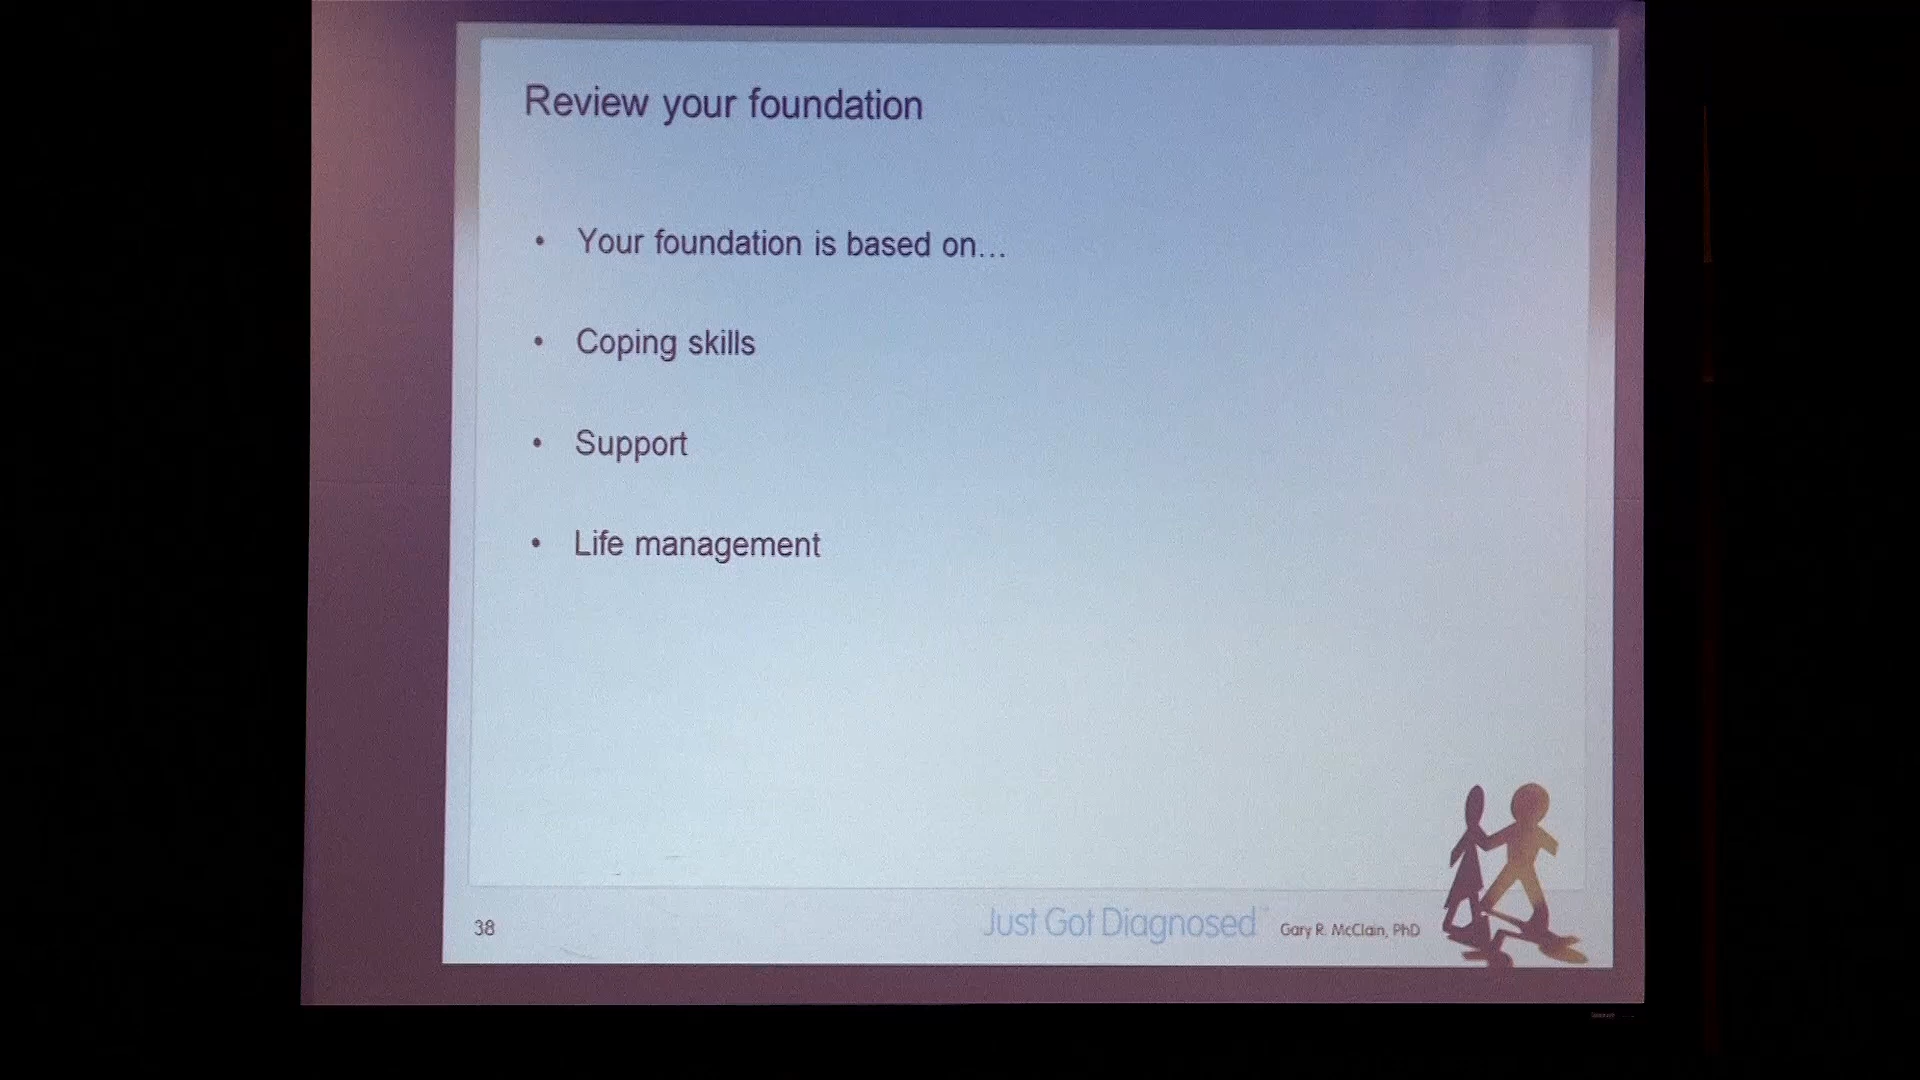 Review your foundation
• Your foundation is based on…
• Coping skills
• Support
• Life management
38
Just Got Diagnosed™
Gary R. McClain, PhD